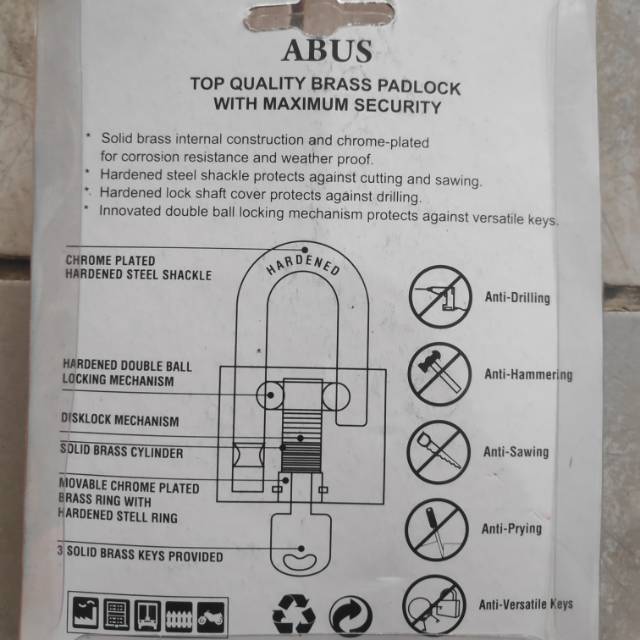 ABUS
TOP QUALITY BRASS PADLOCK
WITH MAXIMUM SECURITY
* Solid brass internal construction and chrome-plated
for corrosion resistance and weather proof.
* Hardened steel shackle protects against cutting and sawing.
* Hardened lock shaft cover protects against drilling.
* Innovated double ball locking mechanism protects against versatile keys.
CHROME PLATED
HARDENED STEEL SHACKLE
HARDENED
HARDENED DOUBLE BALL
LOCKING MECHANISM
DISKLOCK MECHANISM
SOLID BRASS CYLINDER
MOVABLE CHROME PLATED
BRASS RING WITH
HARDENED STELL RING
3 SOLID BRASS KEYS PROVIDED
Anti-Drilling
Anti-Hammering
Anti-Sawing
Anti-Prying
Anti-Versatile Keys